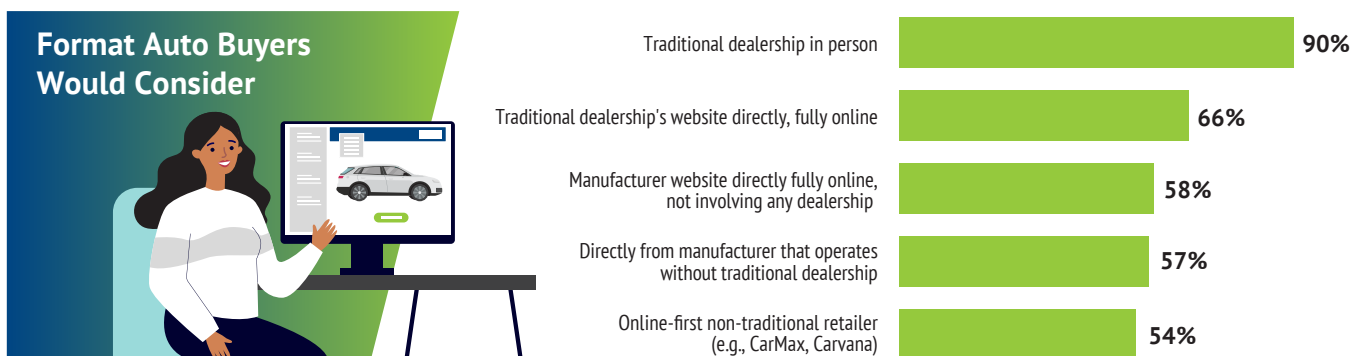 Format Auto Buyers
Would Consider
Traditional dealership in person
90%
Traditional dealership's website directly, fully online
66%
Manufacturer website directly fully online,
not involving any dealership
58%
Directly from manufacturer that operates
without traditional dealership
57%
Online-first non-traditional retailer
(e.g., CarMax, Carvana)
54%